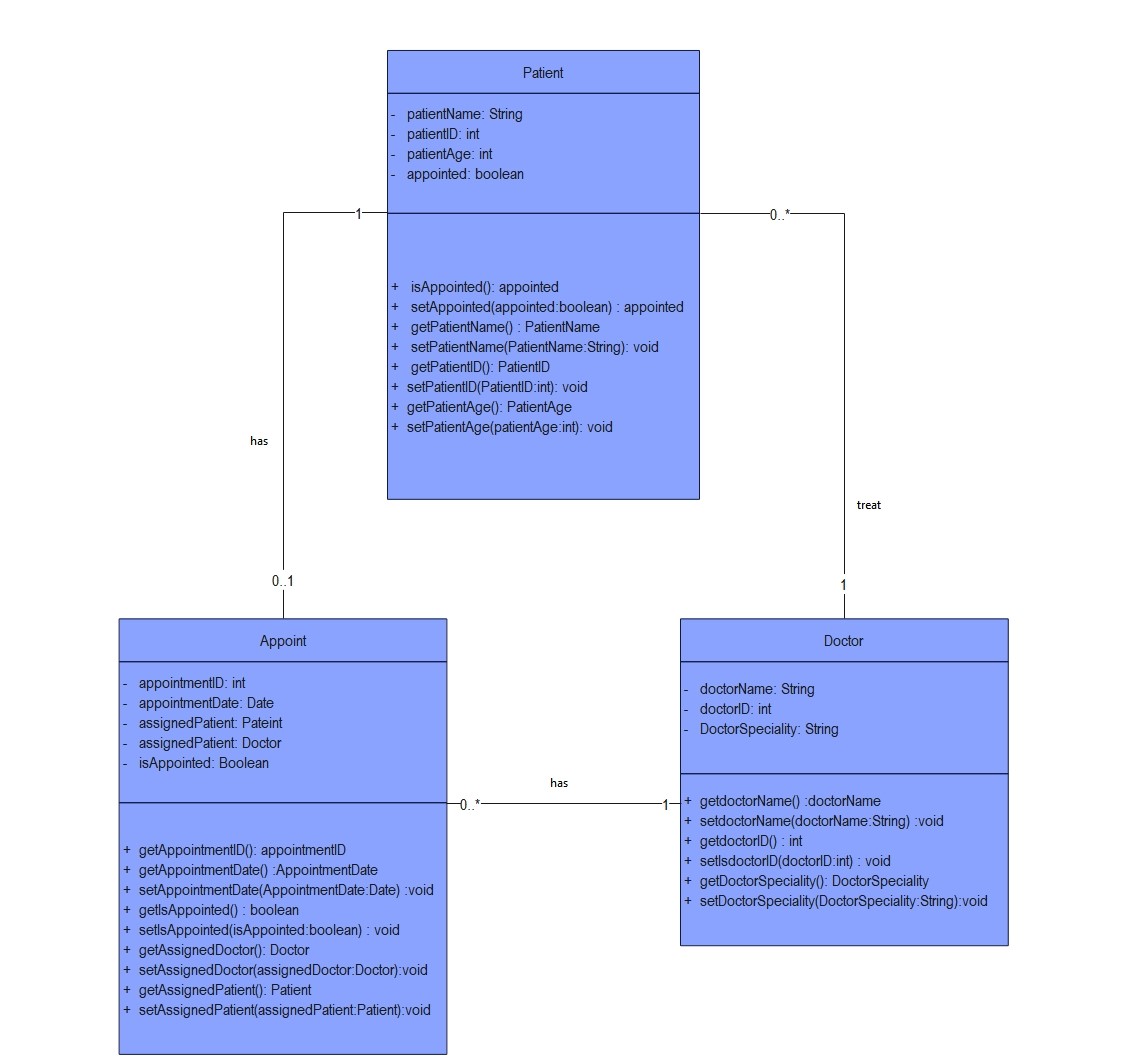 Patient
- patientName: String
- patientID: int
- patientAge: int
- appointed: boolean
1
0..*
+ isAppointed(): appointed
+ setAppointed(appointed:boolean) : appointed
+ getPatientName() : PatientName
+ setPatientName(PatientName:String): void
+ getPatientID(): PatientID
+ setPatientID(PatientID:int): void
+ getPatientAge(): PatientAge
+ setPatientAge(patientAge:int): void
has
treat
0..1
1
Appoint
- appointmentID: int
- appointmentDate: Date
- assignedPatient: Pateint
- assignedPatient: Doctor
- isAppointed: Boolean
+ getAppointmentID(): appointmentID
+ getAppointmentDate() :AppointmentDate
+ setAppointmentDate(AppointmentDate:Date) :void
+ getIsAppointed() : boolean
+ setIsAppointed(isAppointed:boolean) : void
+ getAssignedDoctor(): Doctor
+ setAssignedDoctor(assignedDoctor:Doctor):void
+ getAssignedPatient(): Patient
+ setAssignedPatient(assignedPatient:Patient):void
has
0..*
1
Doctor
- doctorName: String
- doctorID: int
- DoctorSpeciality: String
+ getdoctorName() :doctorName
+ setdoctorName(doctorName:String) :void
+ getdoctorID() : int
+ setIsdoctorID(doctorID:int) : void
+ getDoctorSpeciality(): DoctorSpeciality
+ setDoctorSpeciality(DoctorSpeciality:String):void